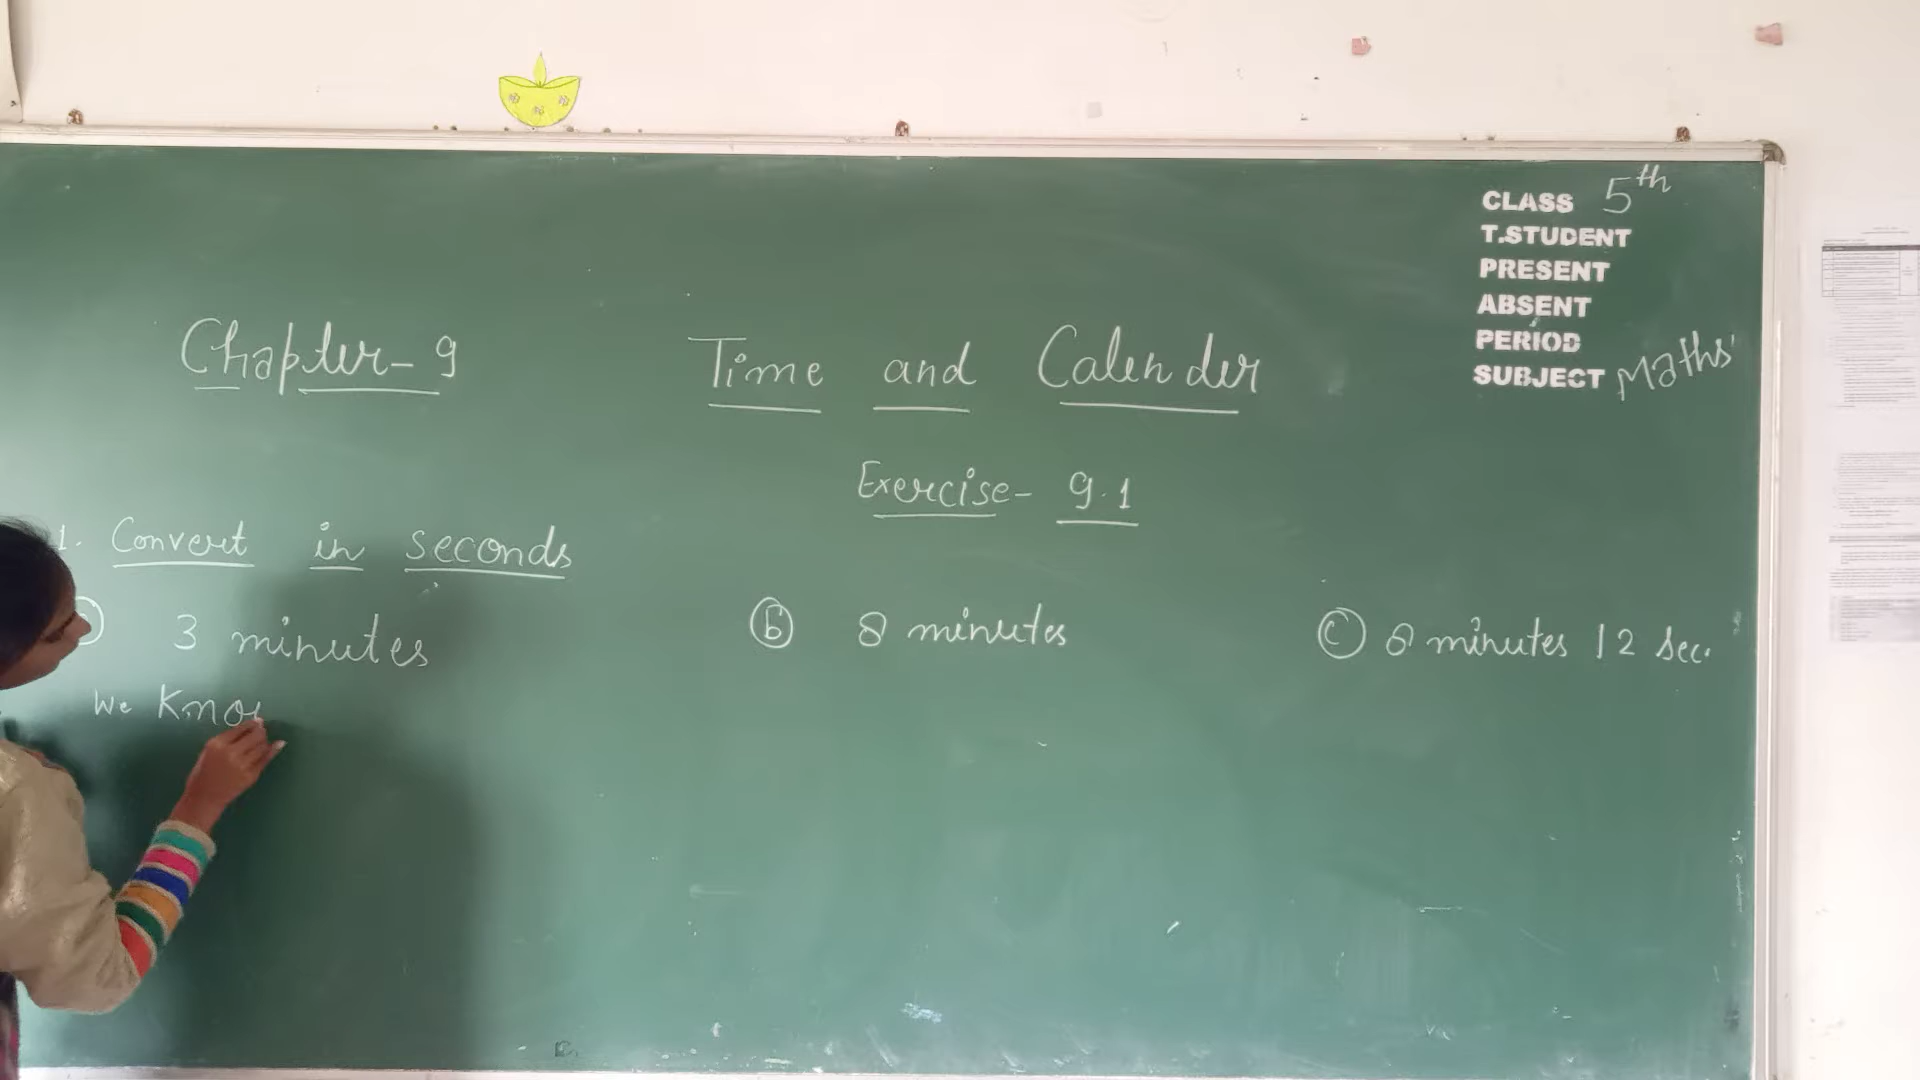 CLASS 5th
T.STUDENT
PRESENT
ABSENT
PERIOD
SUBJECT Maths
Chapter-9 Time and Calender
Exercise- 9.1
1. Convert in seconds
3 minutes
b 8 minutes
c 8 minutes 12 sec.
We Know